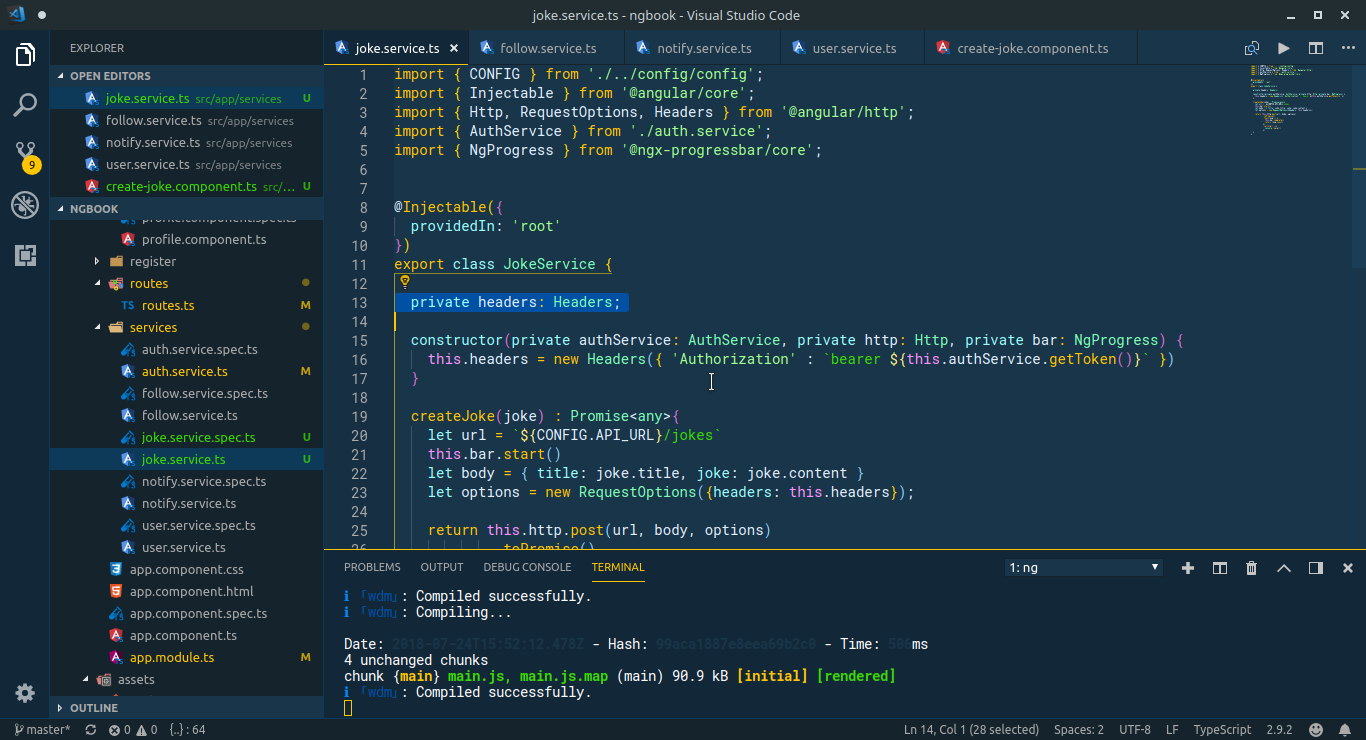 joke.service.ts - ngbook - Visual Studio Code
EXPLORER
OPEN EDITORS
joke.service.ts src/app/services U
follow.service.ts src/app/services
notify.service.ts src/app/services
user.service.ts src/app/services
create-joke.component.ts src/... U
9
NGBOOK
profile.component.spec.ts
profile.component.ts
register
routes
TS routes.ts M
services
auth.service.spec.ts
auth.service.ts M
follow.service.spec.ts
follow.service.ts
joke.service.spec.ts U
joke.service.ts U
notify.service.spec.ts
notify.service.ts
user.service.spec.ts
user.service.ts
app.component.css
app.component.html
app.component.spec.ts
app.component.ts
app.module.ts M
assets
OUTLINE
joke.service.ts follow.service.ts notify.service.ts user.service.ts create-joke.component.ts
1 import { CONFIG } from './../config/config';
2 import { Injectable } from '@angular/core';
3 import { Http, RequestOptions, Headers } from '@angular/http';
4 import { AuthService } from './auth.service';
5 import { NgProgress } from '@ngx-progressbar/core';
6
7
8 @Injectable({
9 providedIn: 'root'
10 })
11 export class JokeService {
12
13 private headers: Headers;
14
15 constructor(private authService: AuthService, private http: Http, private bar: NgProgress) {
16 this.headers = new Headers({ 'Authorization' : `bearer ${this.authService.getToken()}` })
17 }
18
19 createJoke(joke) : Promise<any>{
20 let url = `${CONFIG.API_URL}/jokes`
21 this.bar.start()
22 let body = { title: joke.title, joke: joke.content }
23 let options = new RequestOptions({headers: this.headers});
24
25 return this.http.post(url, body, options)
26 .toPromise()
PROBLEMS OUTPUT DEBUG CONSOLE TERMINAL 1: ng
ℹ ｢wdm｣: Compiled successfully.
ℹ ｢wdm｣: Compiling...
Date: 2018-07-24T15:52:12.478Z - Hash: 99aca1887e8eea69b2c0 - Time: 506ms
4 unchanged chunks
chunk {main} main.js, main.js.map (main) 90.9 kB [initial] [rendered]
ℹ ｢wdm｣: Compiled successfully.
master* 0 0 {..} : 64 Ln 14, Col 1 (28 selected) Spaces: 2 UTF-8 LF TypeScript 2.9.2